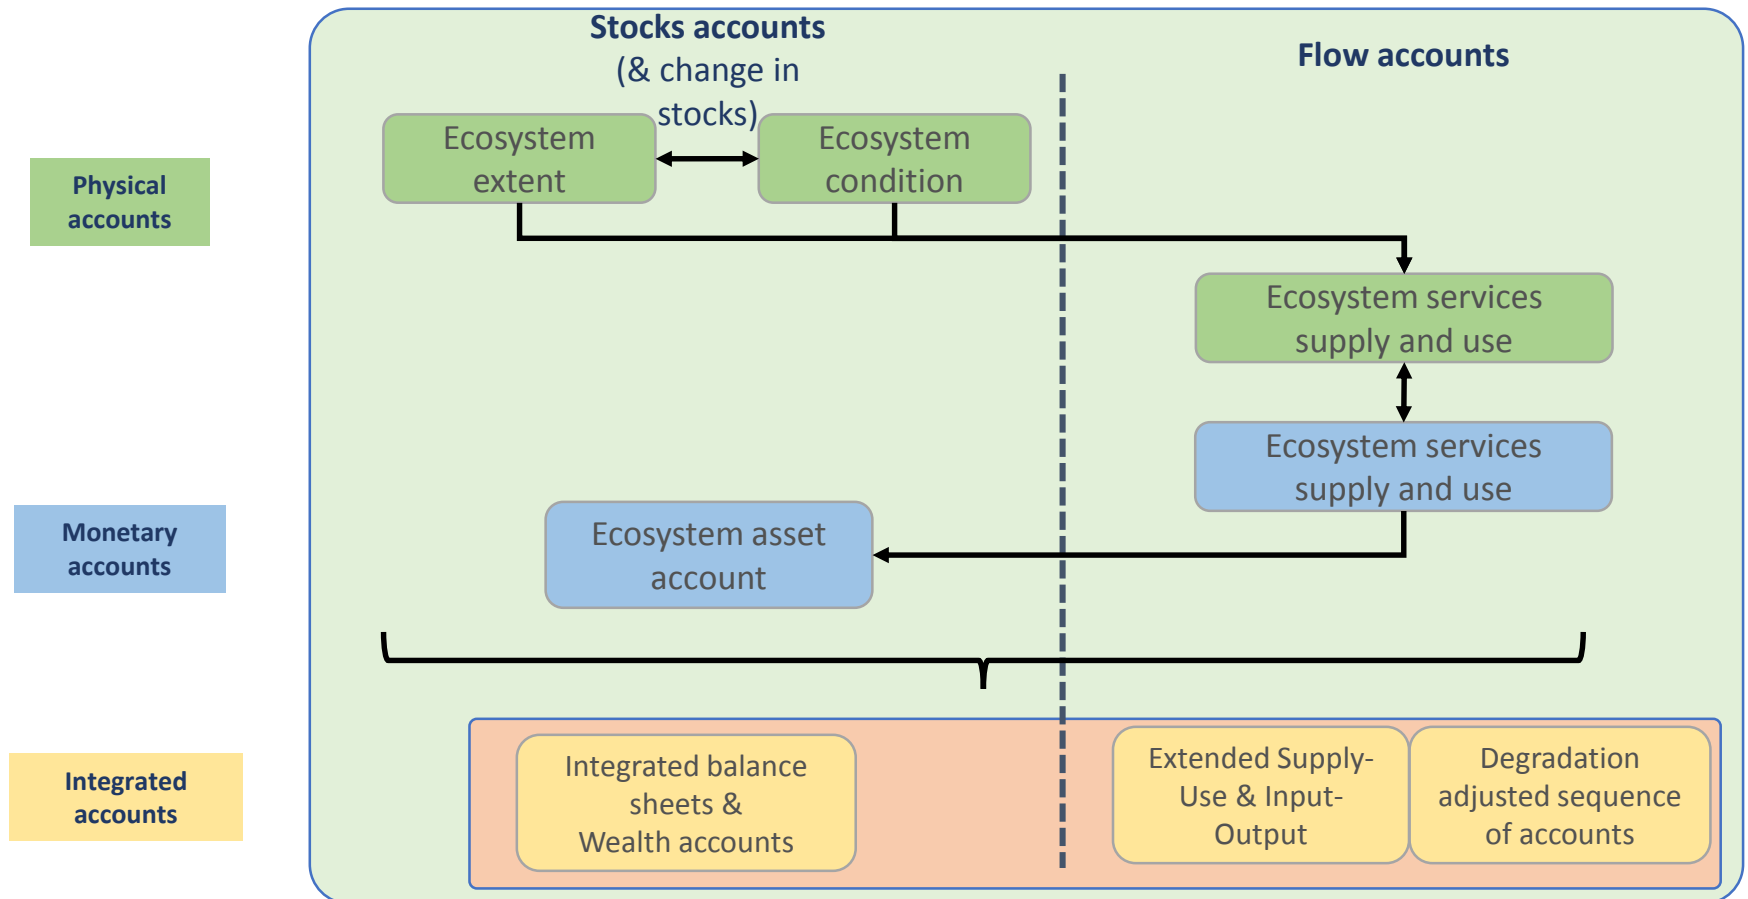 Stocks accounts
(& change in
stocks)
Flow accounts
Physical
accounts
Ecosystem
extent
Ecosystem
condition
Ecosystem services
supply and use
Ecosystem services
supply and use
Monetary
accounts
Ecosystem asset
account
Integrated
accounts
Integrated balance
sheets &
Wealth accounts
Extended Supply-
Use & Input-
Output
Degradation
adjusted sequence
of accounts